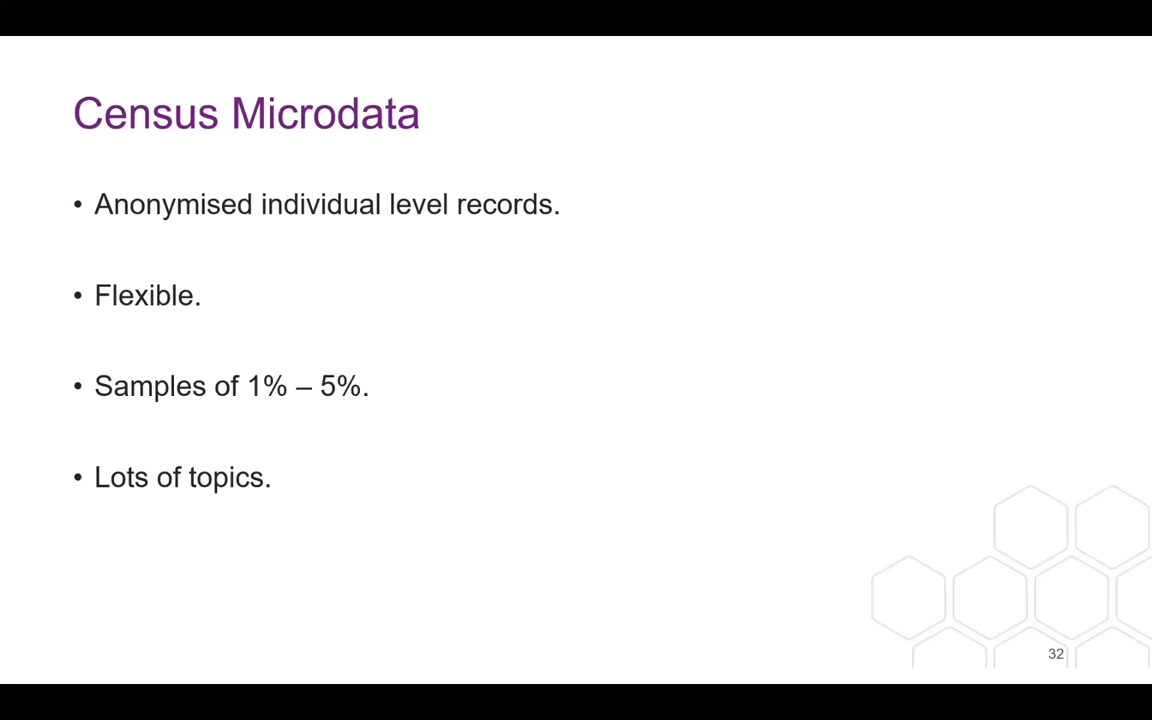 Census Microdata
• Anonymised individual level records.
• Flexible.
• Samples of 1% – 5%.
• Lots of topics.
32